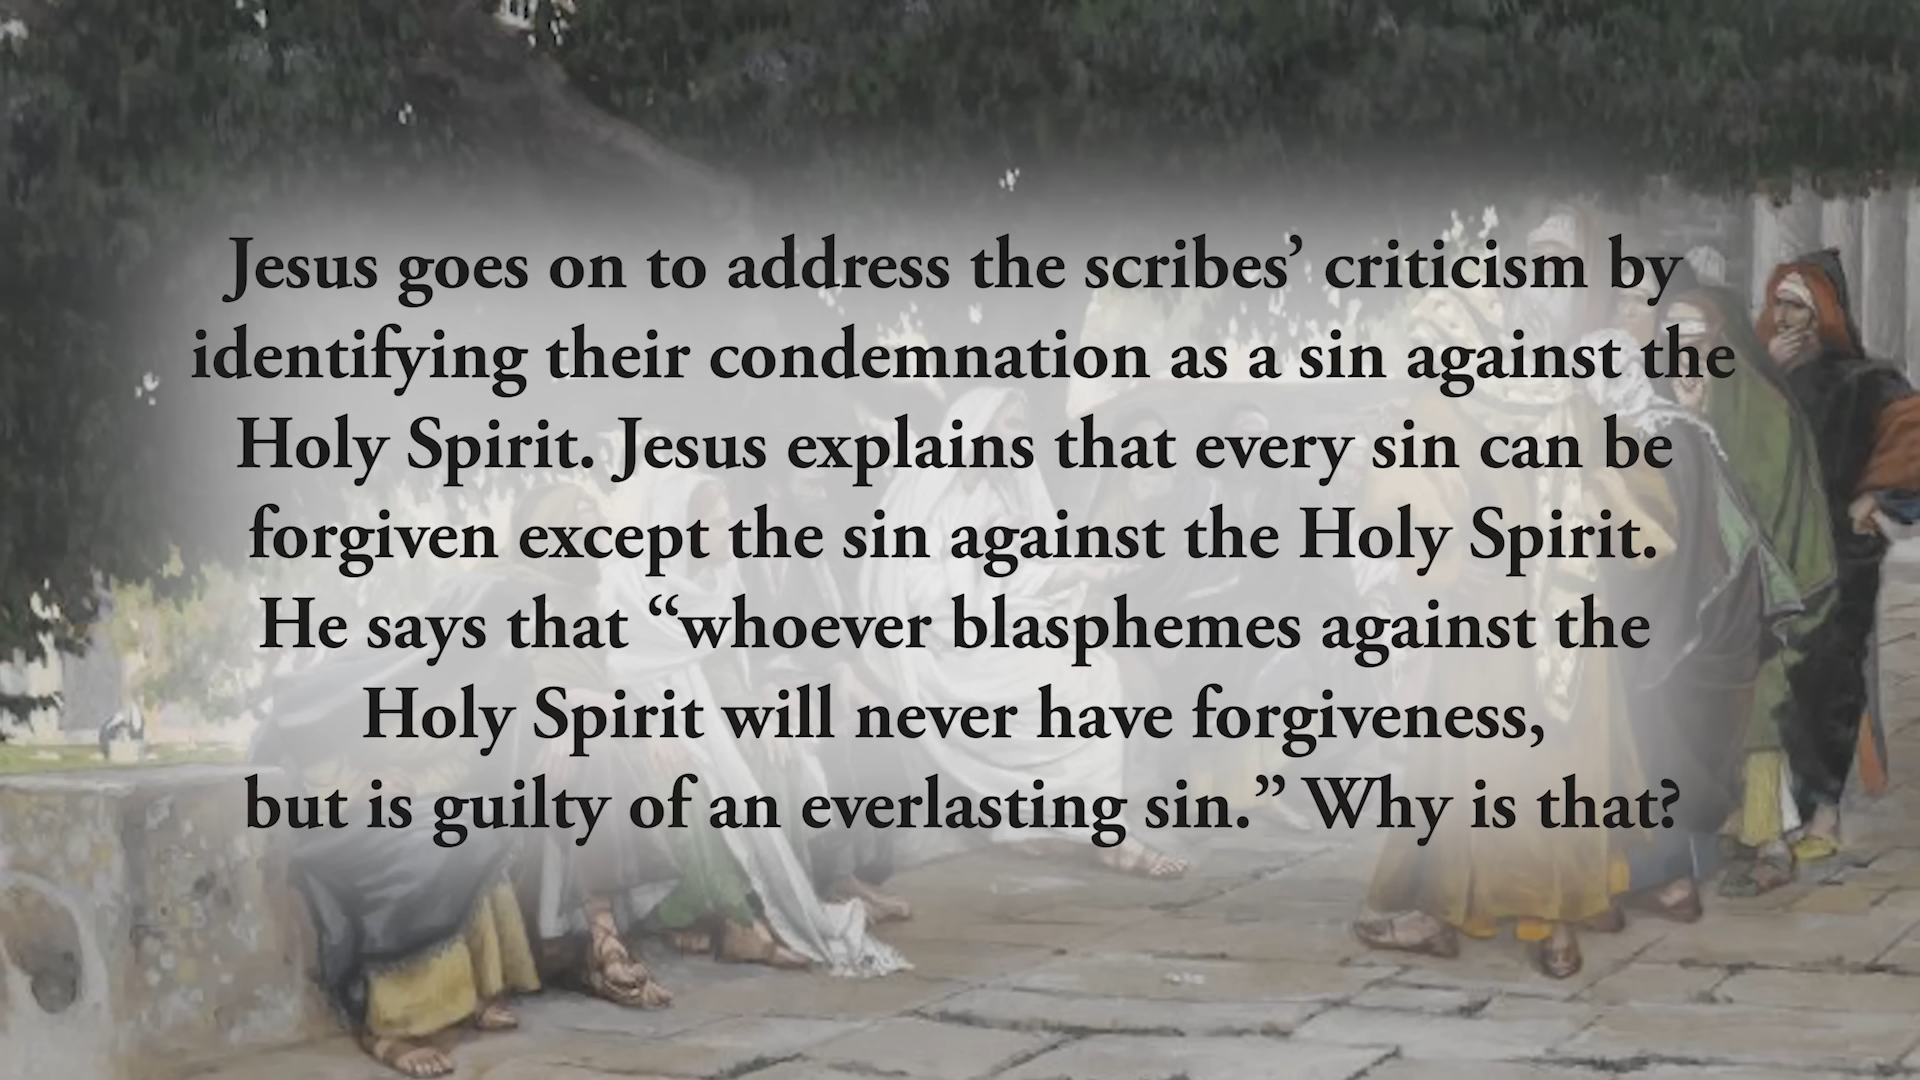 Jesus goes on to address the scribes’ criticism by
identifying their condemnation as a sin against the
Holy Spirit. Jesus explains that every sin can be
forgiven except the sin against the Holy Spirit.
He says that “whoever blasphemes against the
Holy Spirit will never have forgiveness,
but is guilty of an everlasting sin.” Why is that?